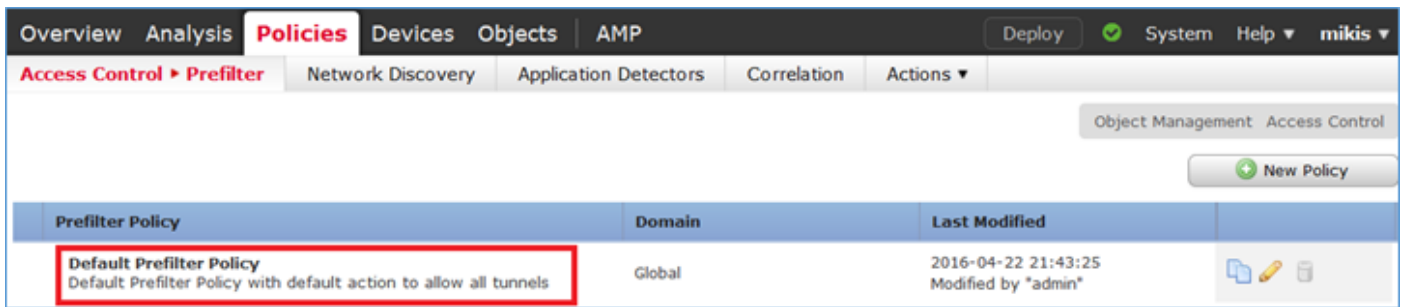 Overview Analysis Policies Devices Objects AMP Deploy System Help ▾ mikis ▾
Access Control ▸ Prefilter Network Discovery Application Detectors Correlation Actions ▾
Object Management Access Control
New Policy
Prefilter Policy Domain Last Modified
Default Prefilter Policy Global 2016-04-22 21:43:25
Default Prefilter Policy with default action to allow all tunnels Modified by "admin"